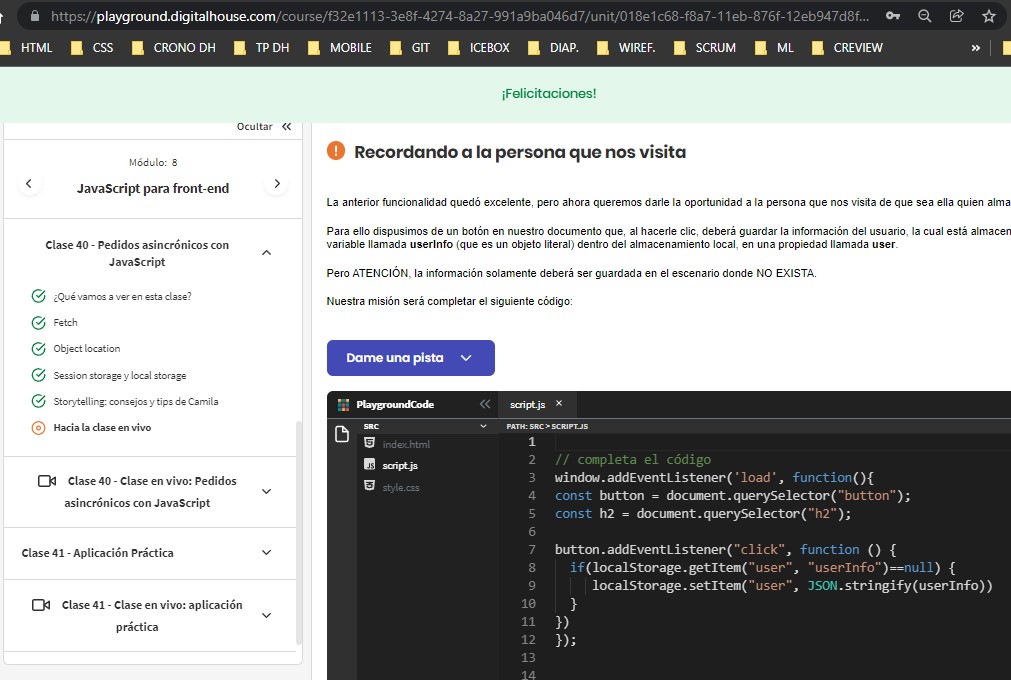 https://playground.digitalhouse.com/course/f32e1113-3e8f-4274-8a27-991a9ba046d7/unit/018e1c68-f8a7-11eb-876f-12eb947d8f...
HTML CSS CRONO DH TP DH MOBILE GIT ICEBOX DIAP. WIREF. SCRUM ML CREVIEW »
¡Felicitaciones!
Ocultar
Módulo: 8
JavaScript para front-end
Clase 40 - Pedidos asincrónicos con
JavaScript
¿Qué vamos a ver en esta clase?
Fetch
Object location
Session storage y local storage
Storytelling: consejos y tips de Camila
Hacia la clase en vivo
Clase 40 - Clase en vivo: Pedidos
asincrónicos con JavaScript
Clase 41 - Aplicación Práctica
Clase 41 - Clase en vivo: aplicación
práctica
Recordando a la persona que nos visita
La anterior funcionalidad quedó excelente, pero ahora queremos darle la oportunidad a la persona que nos visita de que sea ella quien alma
Para ello dispusimos de un botón en nuestro documento que, al hacerle clic, deberá guardar la información del usuario, la cual está almacen
variable llamada userInfo (que es un objeto literal) dentro del almacenamiento local, en una propiedad llamada user.
Pero ATENCIÓN, la información solamente deberá ser guardada en el escenario donde NO EXISTA.
Nuestra misión será completar el siguiente código:
Dame una pista
PlaygroundCode
script.js ×
SRC
PATH: SRC > SCRIPT.JS
index.html
script.js
style.css
1
2 // completa el código
3 window.addEventListener('load', function(){
4 const button = document.querySelector("button");
5 const h2 = document.querySelector("h2");
6
7 button.addEventListener("click", function () {
8 if(localStorage.getItem("user", "userInfo")==null) {
9 localStorage.setItem("user", JSON.stringify(userInfo))
10 }
11 })
12 });
13
14